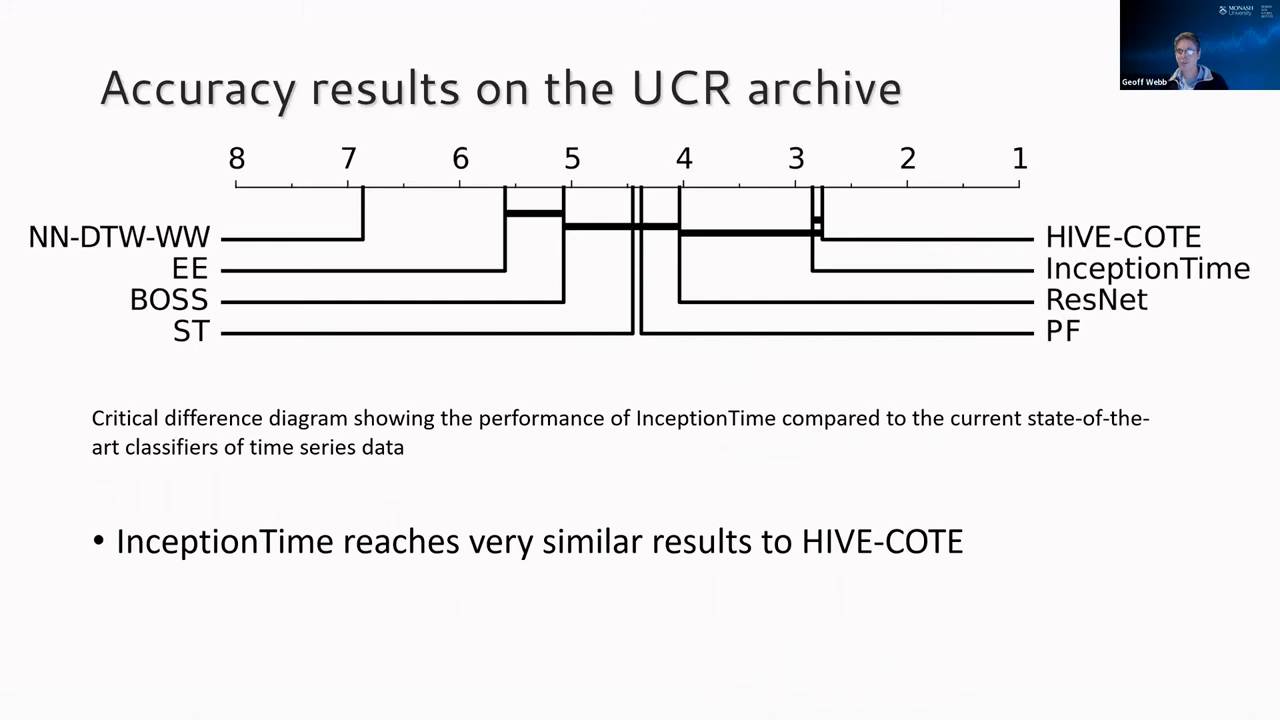 MONASH
University
Geoff Webb
Accuracy results on the UCR archive
8 7 6 5 4 3 2 1
NN-DTW-WW HIVE-COTE
EE InceptionTime
BOSS ResNet
ST PF
Critical difference diagram showing the performance of InceptionTime compared to the current state-of-the-
art classifiers of time series data
• InceptionTime reaches very similar results to HIVE-COTE